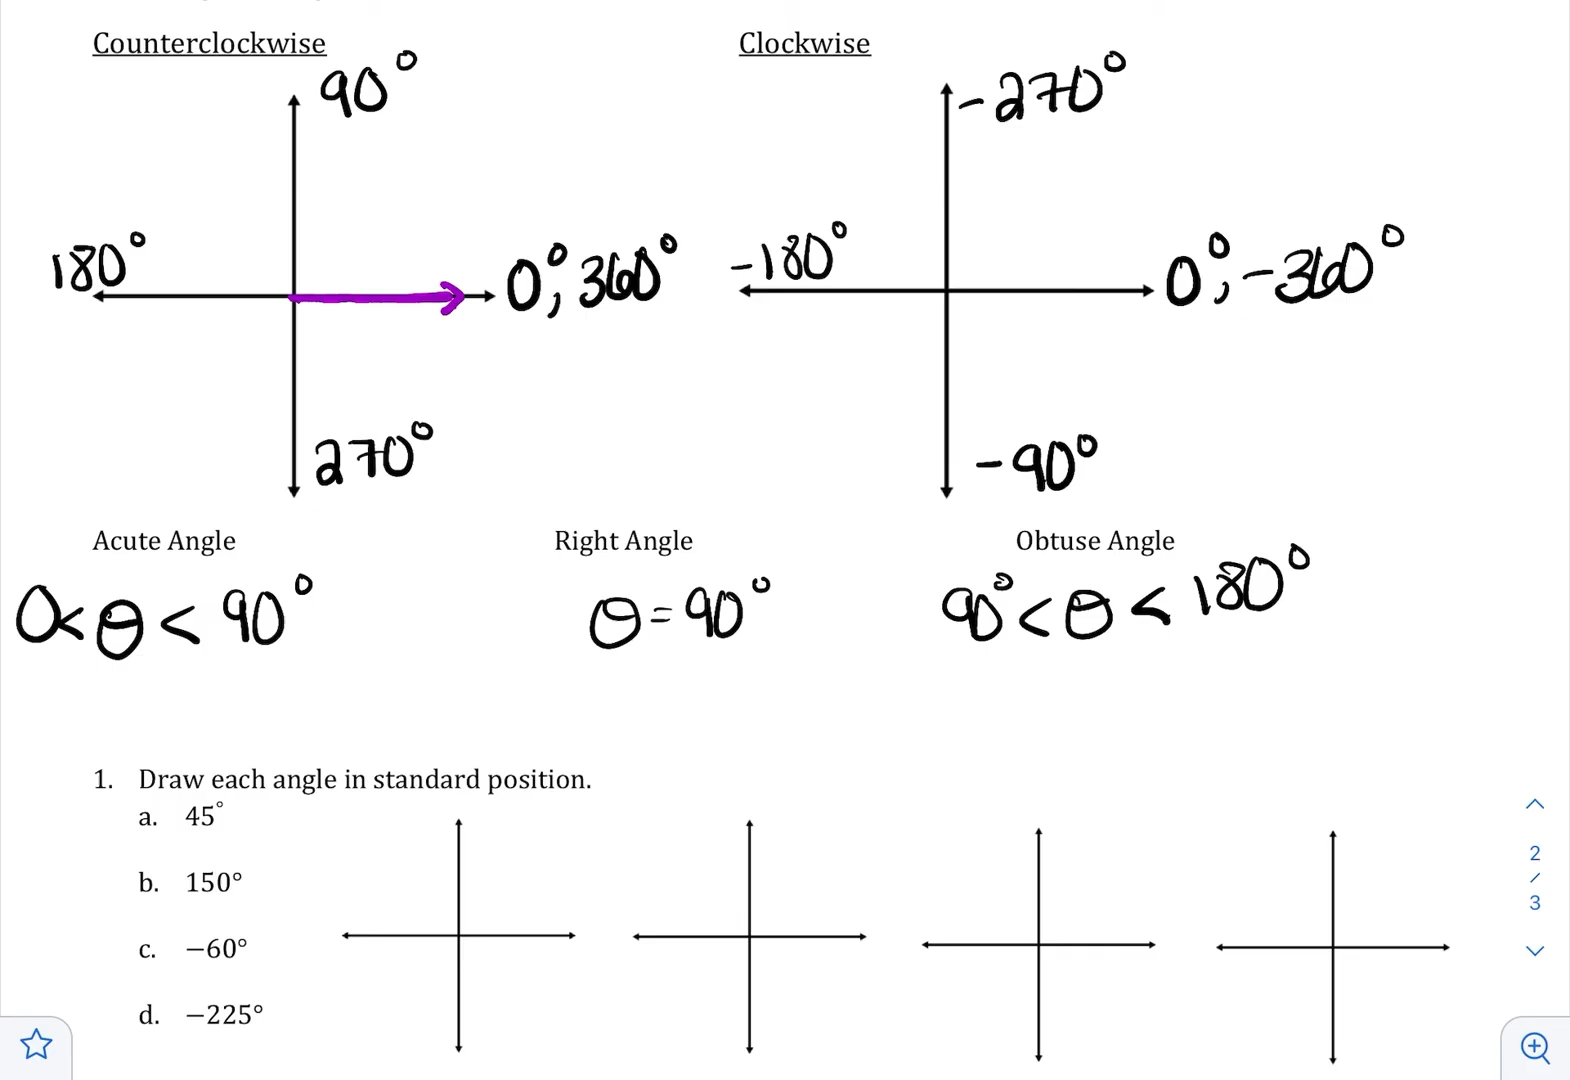 Counterclockwise
Clockwise
90°
-270°
180°
0°, 360°
-180°
0°, -360°
270°
-90°
Acute Angle
Right Angle
Obtuse Angle
0<θ<90°
θ=90°
90°<θ<180°
1. Draw each angle in standard position.
a. 45°
b. 150°
c. −60°
d. −225°
2
/
3